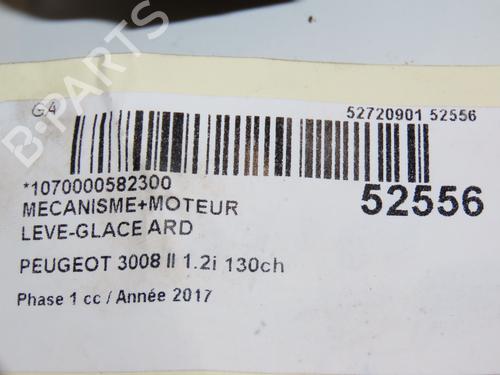 G4
52720901 52556
*1070000582300
52556
MECANISME+MOTEUR
LEVE-GLACE ARD
PEUGEOT 3008 II 1.2i 130ch
Phase 1 cc / Année 2017
B-PARTS